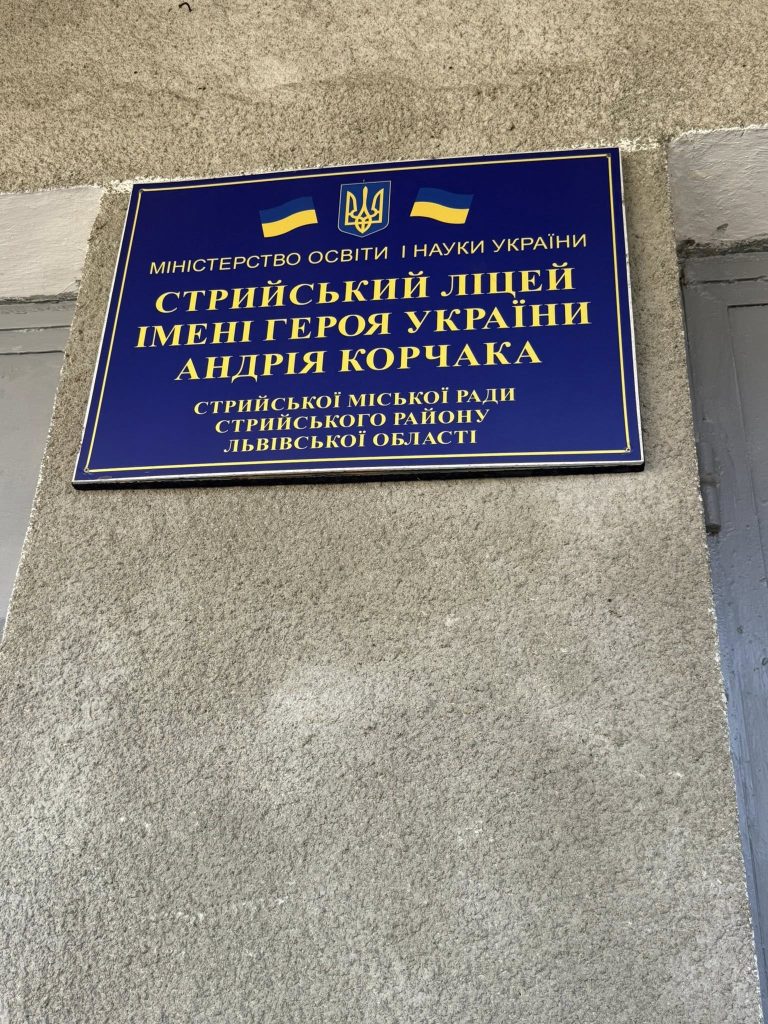 МІНІСТЕРСТВО ОСВІТИ І НАУКИ УКРАЇНИ
СТРИЙСЬКИЙ ЛІЦЕЙ
ІМЕНІ ГЕРОЯ УКРАЇНИ
АНДРІЯ КОРЧАКА
СТРИЙСЬКОЇ МІСЬКОЇ РАДИ
СТРИЙСЬКОГО РАЙОНУ
ЛЬВІВСЬКОЇ ОБЛАСТІ